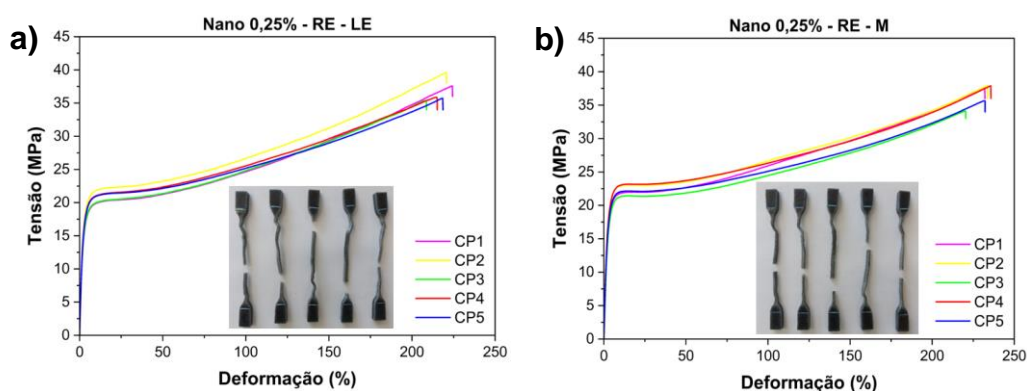 a)
Nano 0,25% - RE - LE
45
40
35
30
25
20
15
10
5
0
Tensão (MPa)
CP1
CP2
CP3
CP4
CP5
0 50 100 150 200 250
Deformação (%)
b)
Nano 0,25% - RE - M
45
40
35
30
25
20
15
10
5
0
Tensão (MPa)
CP1
CP2
CP3
CP4
CP5
0 50 100 150 200 250
Deformação (%)